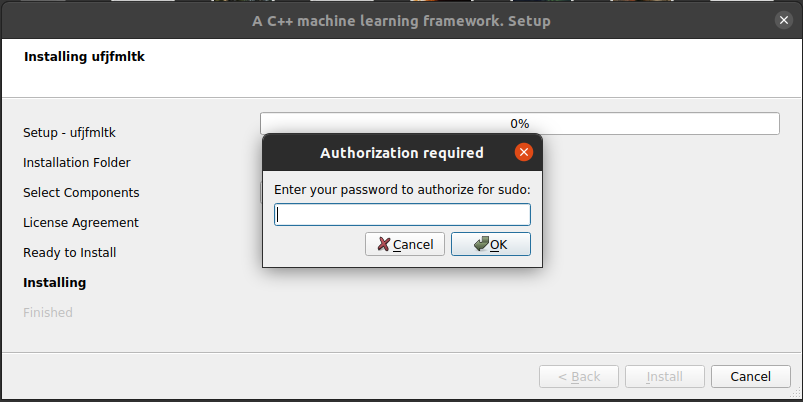 A C++ machine learning framework. Setup
Installing ufjfmltk
Setup - ufjfmltk
Installation Folder
Select Components
License Agreement
Ready to Install
Installing
Finished
0%
Authorization required
Enter your password to authorize for sudo:
Cancel
OK
< Back
Install
Cancel